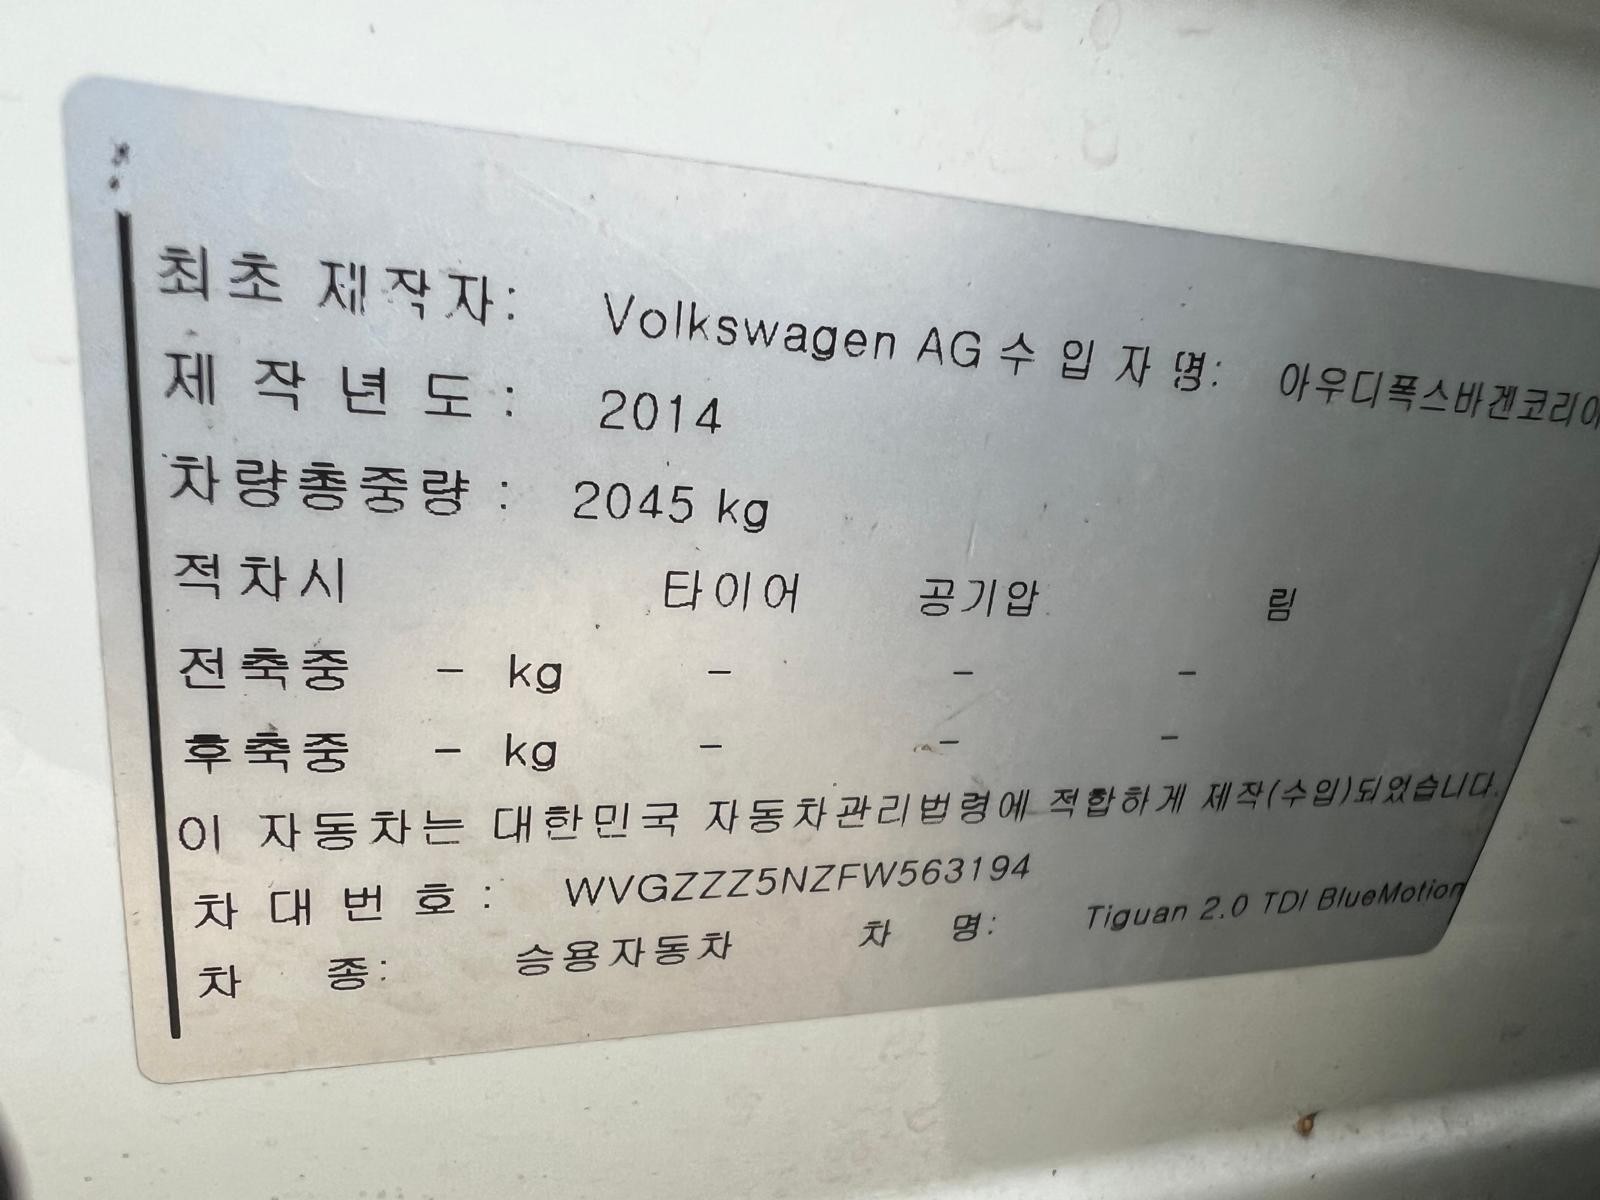 최초 제작자: Volkswagen AG 수 입 자 명: 아우디폭스바겐코리아
제 작 년 도 : 2014
차량총중량 : 2045 kg
적차시 타이어 공기압 림
전축중 - kg - - -
후축중 - kg - - -
이 자동차는 대한민국 자동차관리법령에 적합하게 제작(수입)되었습니다.
차 대 번 호 : WVGZZZ5NZFW563194
차 종: 승용자동차 차 명: Tiguan 2.0 TDI BlueMotion